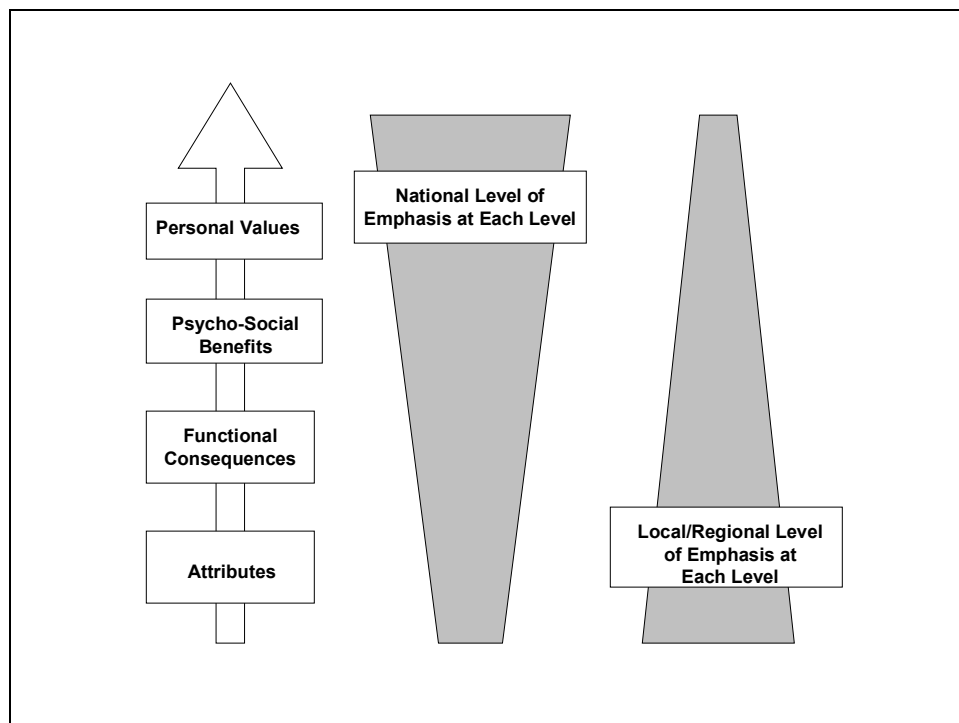 Personal Values
Psycho-Social
Benefits
Functional
Consequences
Attributes
National Level of
Emphasis at Each Level
Local/Regional Level
of Emphasis at
Each Level